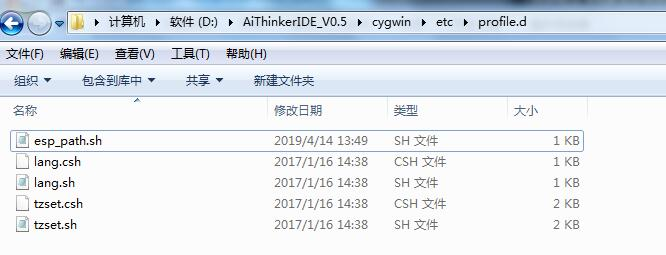 计算机 ▸ 软件 (D:) ▸ AiThinkerIDE_V0.5 ▸ cygwin ▸ etc ▸ profile.d ▸
文件(F) 编辑(E) 查看(V) 工具(T) 帮助(H)
组织 包含到库中 共享 新建文件夹
名称 修改日期 类型 大小
esp_path.sh 2019/4/14 13:49 SH 文件 1 KB
lang.csh 2017/1/16 14:38 CSH 文件 1 KB
lang.sh 2017/1/16 14:38 SH 文件 1 KB
tzset.csh 2017/1/16 14:38 CSH 文件 2 KB
tzset.sh 2017/1/16 14:38 SH 文件 1 KB